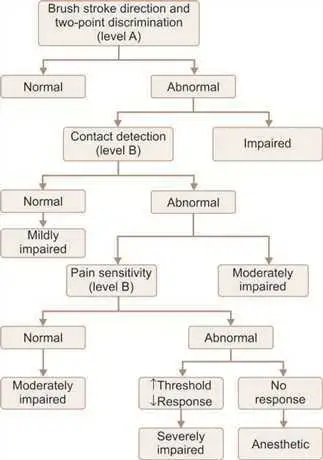 Brush stroke direction and
two-point discrimination
(level A)
Normal
Abnormal
Contact detection
(level B)
Impaired
Normal
Abnormal
Mildly
impaired
Pain sensitivity
(level B)
Moderately
impaired
Normal
Abnormal
Moderately
impaired
↑Threshold
↓Response
No
response
Severely
impaired
Anesthetic